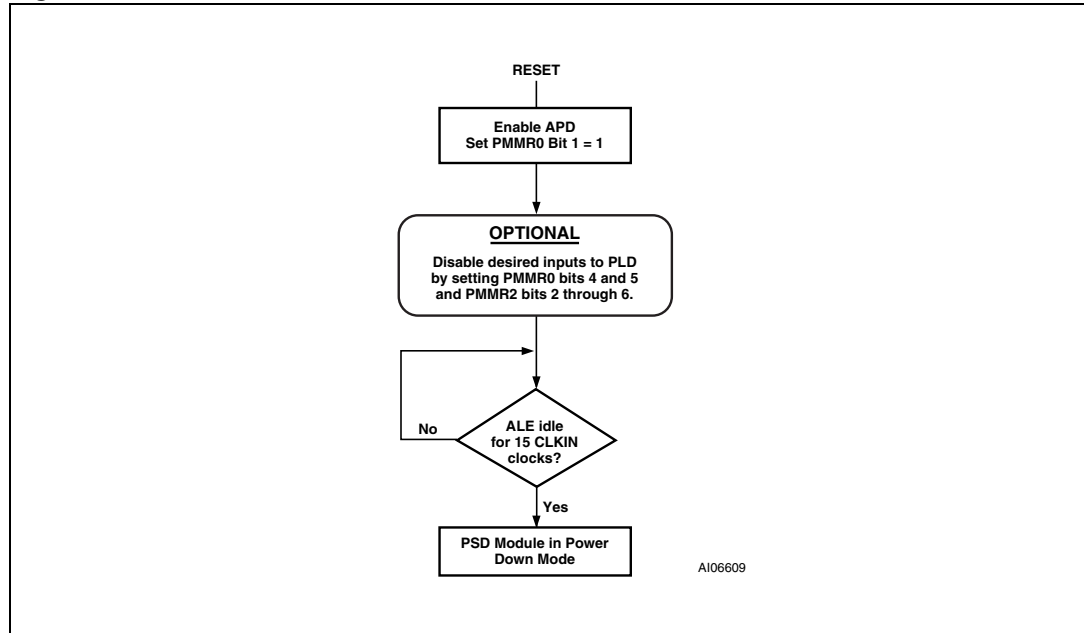 RESET
Enable APD
Set PMMR0 Bit 1 = 1
OPTIONAL
Disable desired inputs to PLD
by setting PMMR0 bits 4 and 5
and PMMR2 bits 2 through 6.
No
ALE idle
for 15 CLKIN
clocks?
Yes
PSD Module in Power
Down Mode
AI06609